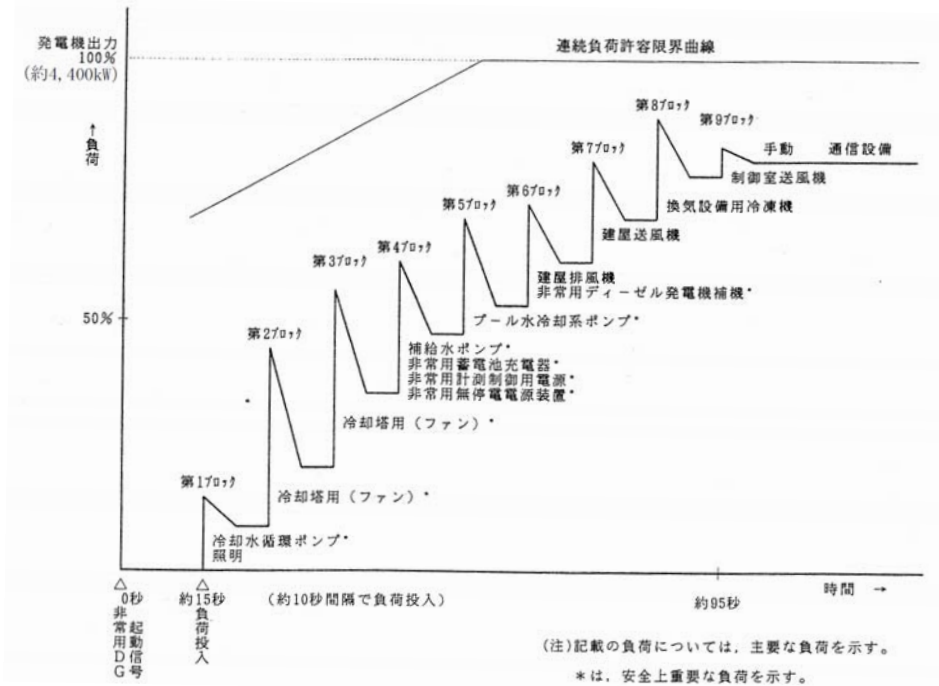 発電機出力
100%
(約4,400kW)
連続負荷許容限界曲線
↑
負荷
50%
第1ブロック
第2ブロック
第3ブロック
第4ブロック
第5ブロック
第6ブロック
第7ブロック
第8ブロック
第9ブロック
手動 通信設備
制御室送風機
換気設備用冷凍機
建屋送風機
建屋排風機
非常用ディーゼル発電機補機*
プール水冷却系ポンプ*
補給水ポンプ*
非常用蓄電池充電器*
非常用計測制御用電源*
非常用無停電電源装置*
冷却塔用(ファン)*
冷却塔用(ファン)*
冷却水循環ポンプ*
照明
△
0秒
起動信号
非常用DG
△
約15秒
負荷投入
(約10秒間隔で負荷投入)
約95秒
時間 →
(注)記載の負荷については,主要な負荷を示す。
*は,安全上重要な負荷を示す。